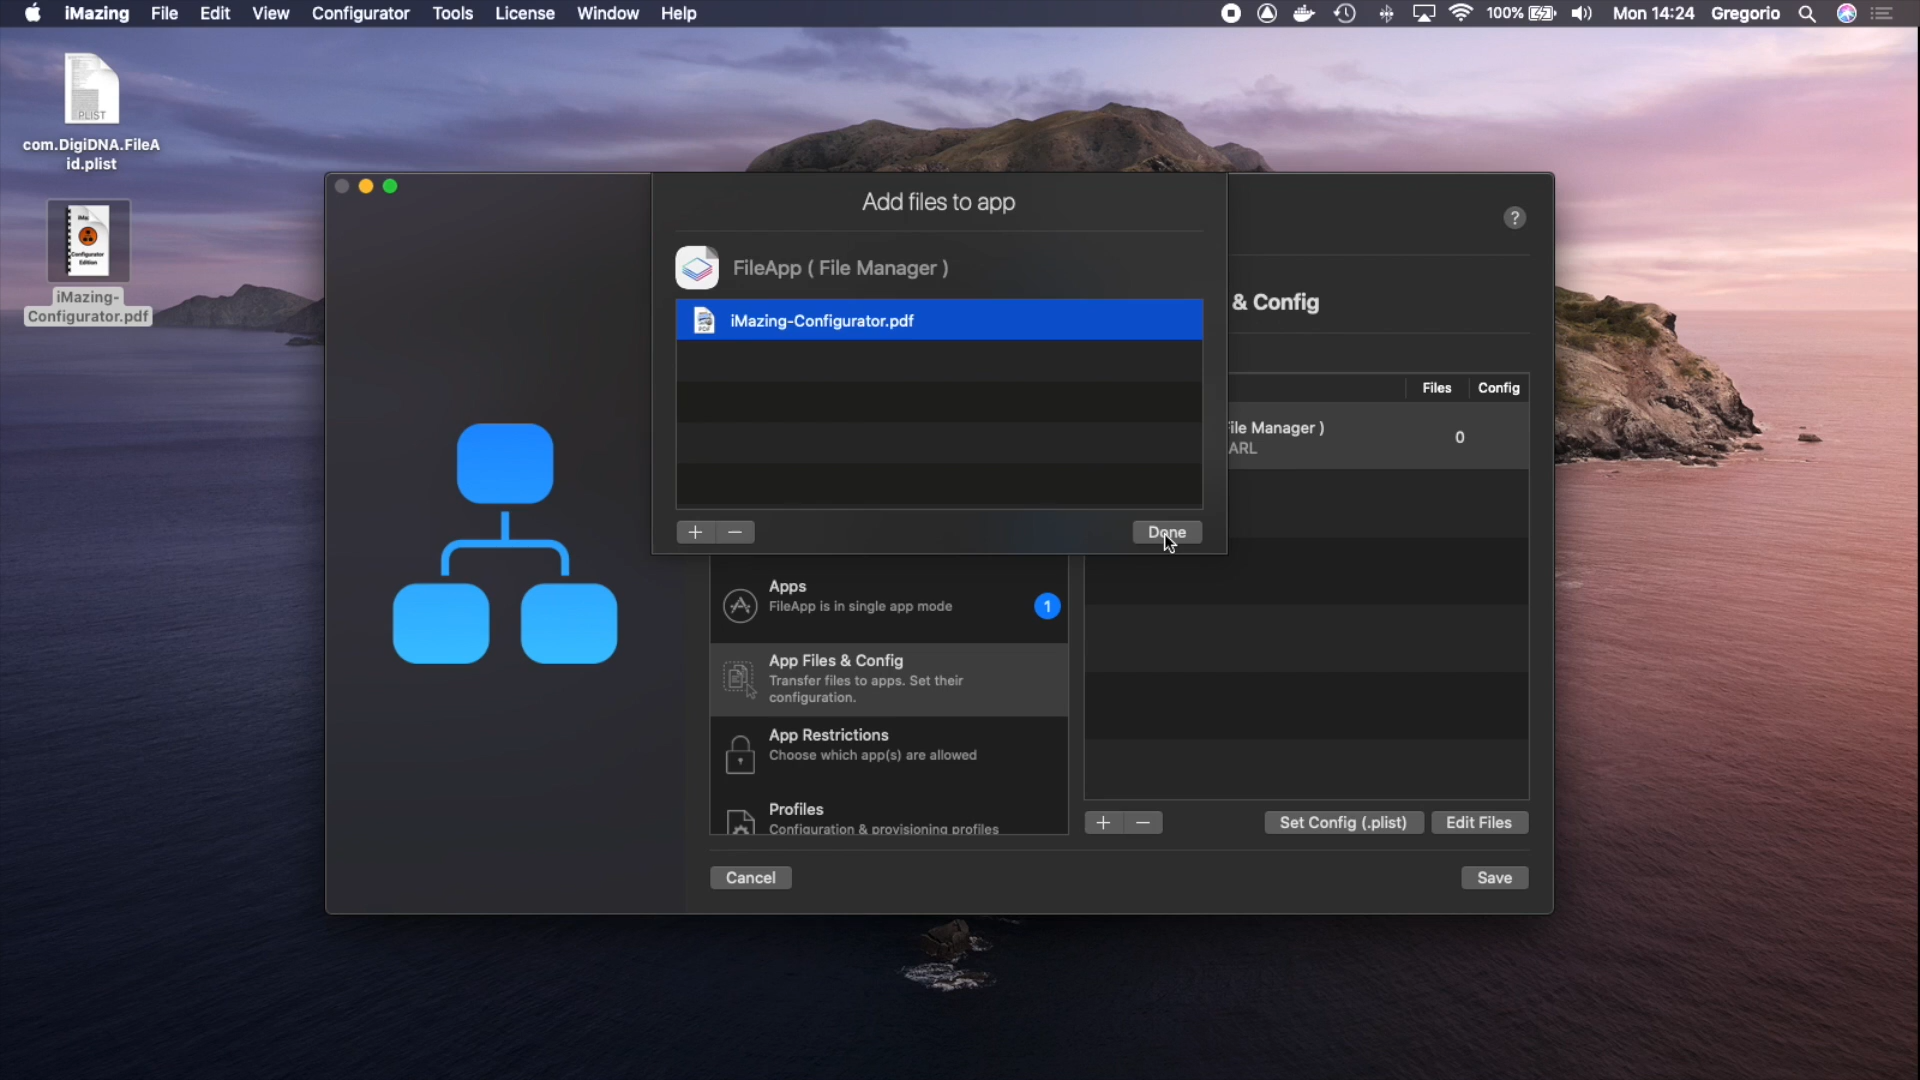 iMazing File Edit View Configurator Tools License Window Help
100% Mon 14:24 Gregorio
PLIST
com.DigiDNA.FileA
id.plist
Configurator
Edition
iMazing-
Configurator.pdf
Add files to app
?
FileApp ( File Manager )
& Config
PDF
iMazing-Configurator.pdf
Files Config
ile Manager ) 0
ARL
+ − Done
Apps
FileApp is in single app mode
1
App Files & Config
Transfer files to apps. Set their
configuration.
App Restrictions
Choose which app(s) are allowed
Profiles
Configuration & provisioning profiles
+ − Set Config (.plist) Edit Files
Cancel Save